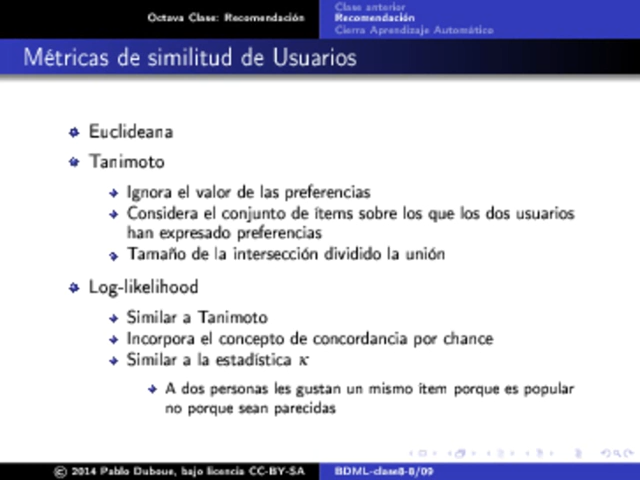 Octava Clase: Recomendación
Clase anterior
Recomendación
Cierra Aprendizaje Automático
Métricas de similitud de Usuarios
Euclideana
Tanimoto
Ignora el valor de las preferencias
Considera el conjunto de ítems sobre los que los dos usuarios
han expresado preferencias
Tamaño de la intersección dividido la unión
Log-likelihood
Similar a Tanimoto
Incorpora el concepto de concordancia por chance
Similar a la estadística κ
A dos personas les gustan un mismo ítem porque es popular
no porque sean parecidas
© 2014 Pablo Duboue, bajo licencia CC-BY-SA
BDML-clase8-8/09